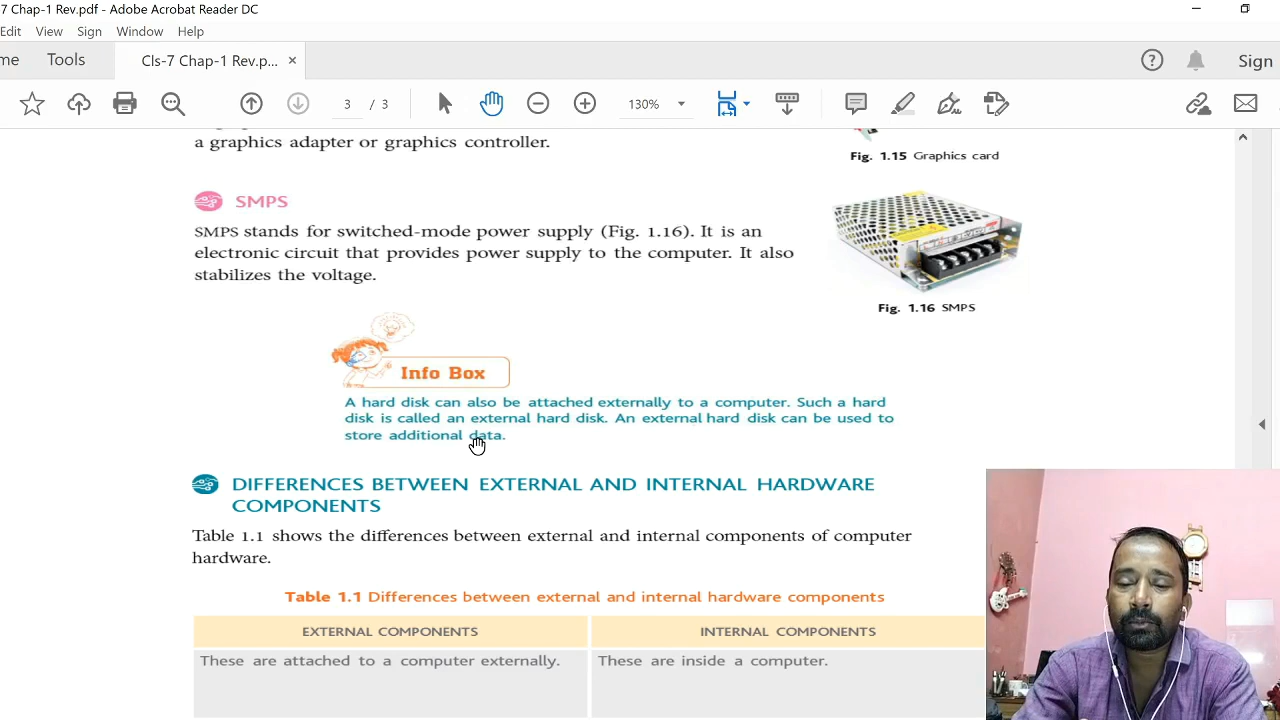 7 Chap-1 Rev.pdf - Adobe Acrobat Reader DC
Edit View Sign Window Help
me Tools Cls-7 Chap-1 Rev.p... × Sign
3 / 3 130%
a graphics adapter or graphics controller.
Fig. 1.15 Graphics card
SMPS
SMPS stands for switched-mode power supply (Fig. 1.16). It is an
electronic circuit that provides power supply to the computer. It also
stabilizes the voltage.
Fig. 1.16 SMPS
Info Box
A hard disk can also be attached externally to a computer. Such a hard
disk is called an external hard disk. An external hard disk can be used to
store additional data.
DIFFERENCES BETWEEN EXTERNAL AND INTERNAL HARDWARE
COMPONENTS
Table 1.1 shows the differences between external and internal components of computer
hardware.
Table 1.1 Differences between external and internal hardware components
EXTERNAL COMPONENTS INTERNAL COMPONENTS
These are attached to a computer externally. These are inside a computer.